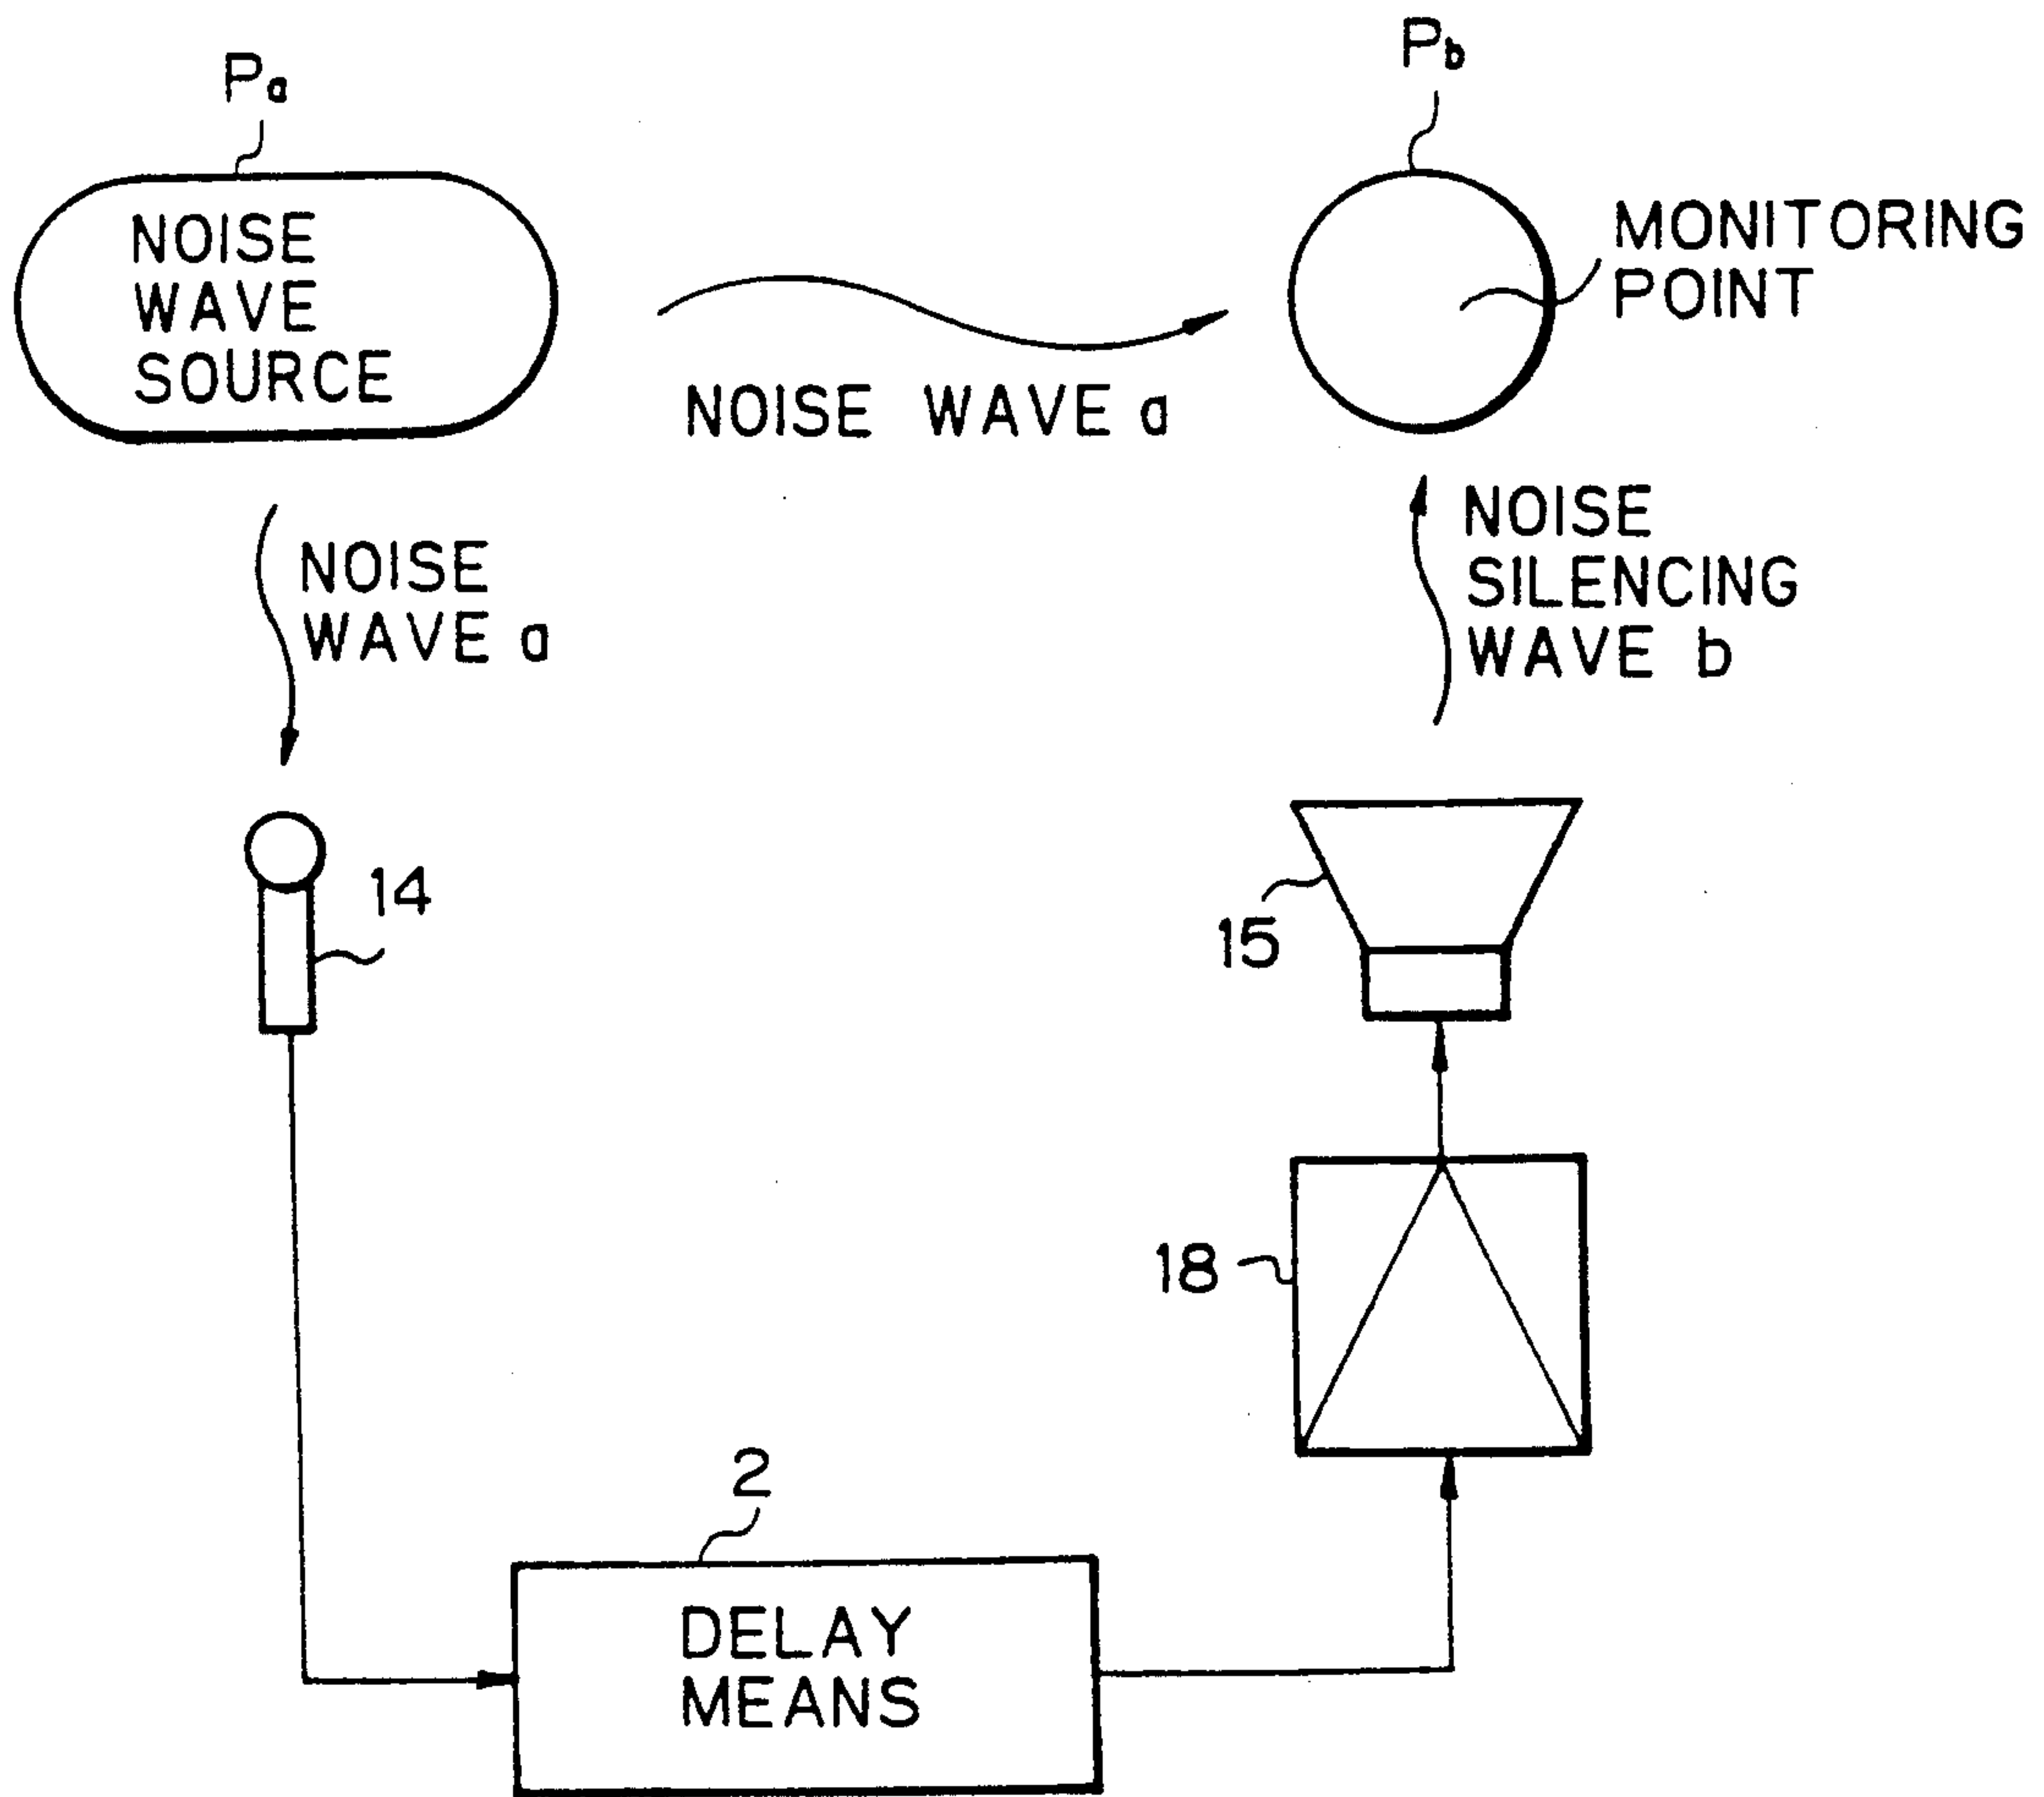 Pa
Pb
NOISE
WAVE
SOURCE
MONITORING
POINT
NOISE WAVE a
NOISE
WAVE a
NOISE
SILENCING
WAVE b
14
15
18
2
DELAY
MEANS